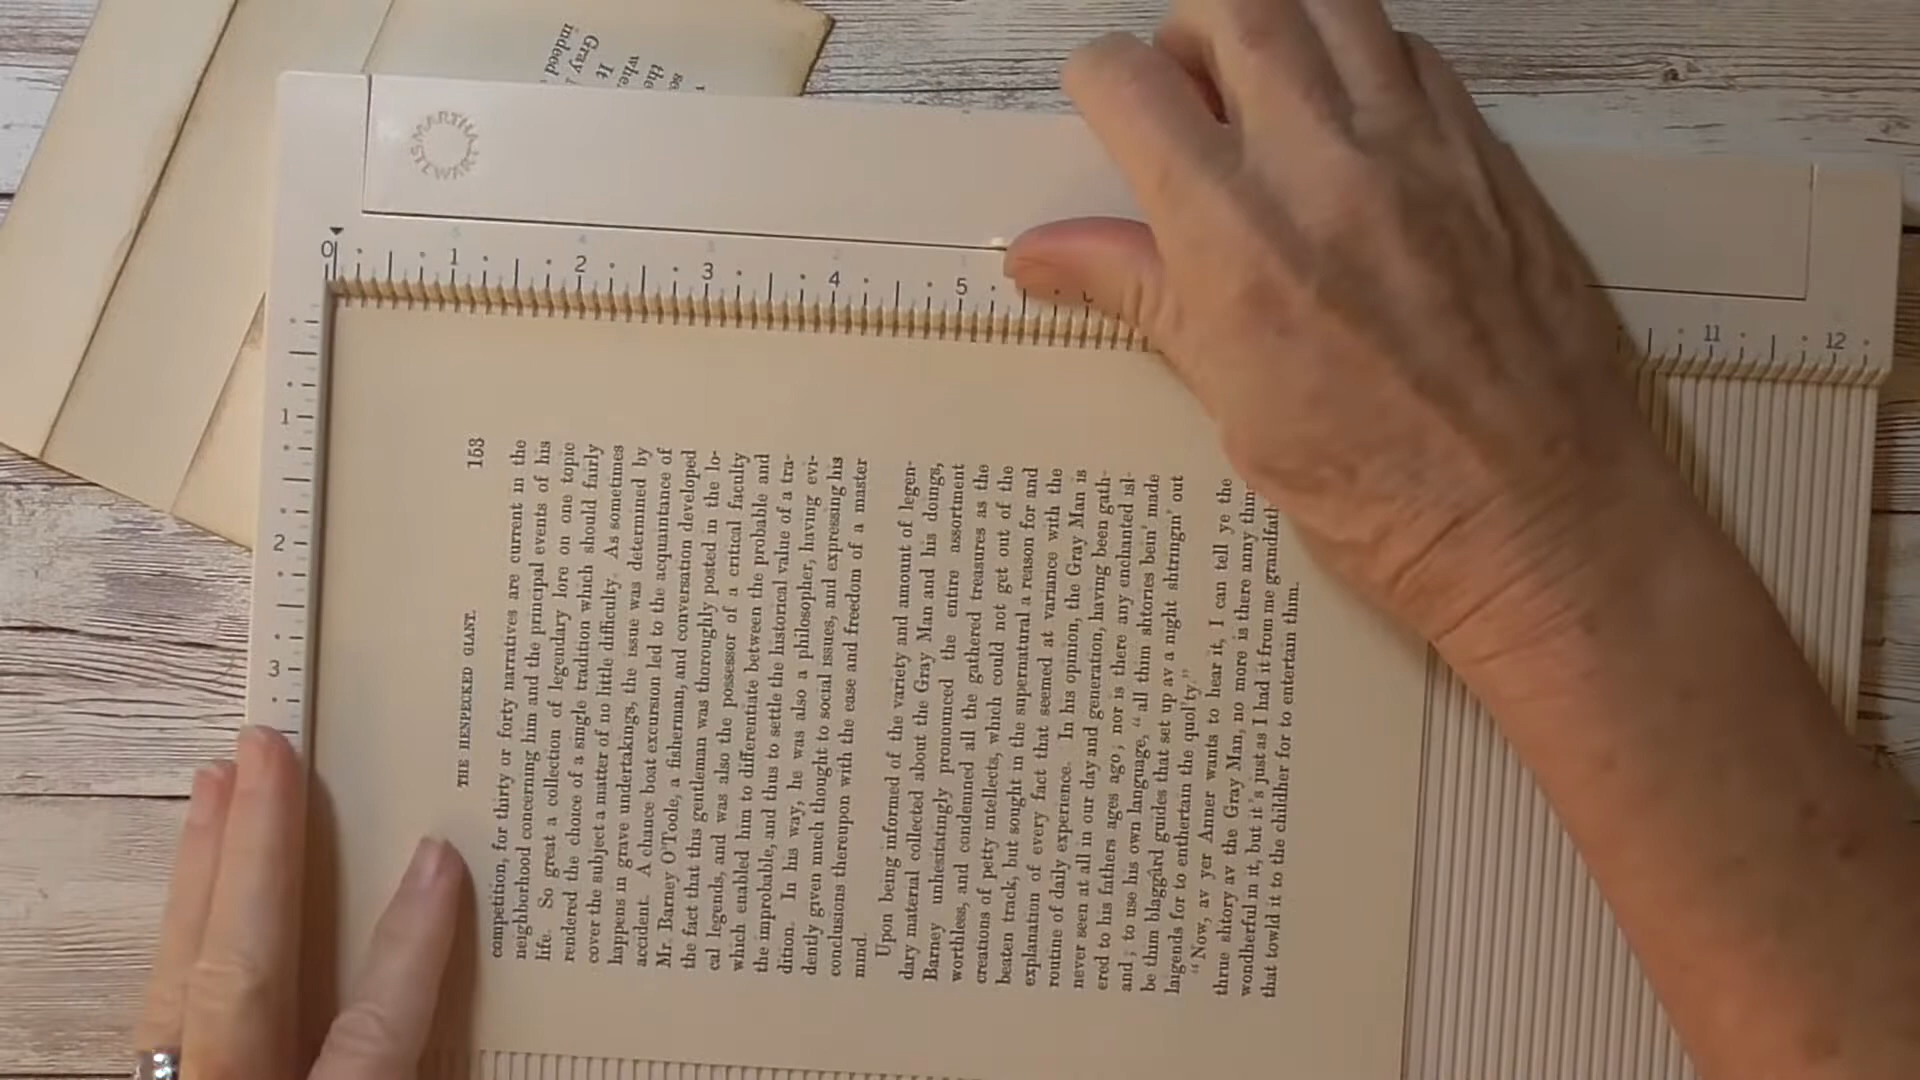 se
the
whe
It
Gray
indeed
MARTHA STEWART
0 1 2 3 4 5 11 12
1
2
3
THE HENPECKED GIANT. 153
competition, for thirty or forty narratives are current in the
neighborhood concerning him and the principal events of his
life. So great a collection of legendary lore on one topic
rendered the choice of a single tradition which should fairly
cover the subject a matter of no little difficulty. As sometimes
happens in grave undertakings, the issue was determined by
accident. A chance boat excursion led to the acquaintance of
Mr. Barney O'Toole, a fisherman, and conversation developed
the fact that this gentleman was thoroughly posted in the lo-
cal legends, and was also the possessor of a critical faculty
which enabled him to differentiate between the probable and
the improbable, and thus to settle the historical value of a tra-
dition. In his way, he was also a philosopher, having evi-
dently given much thought to social issues, and expressing his
conclusions thereupon with the ease and freedom of a master
mind.
Upon being informed of the variety and amount of legen-
dary material collected about the Gray Man and his doings,
Barney unhesitatingly pronounced the entire assortment
worthless, and condemned all the gathered treasures as the
creations of petty intellects, which could not get out of the
beaten track, but sought in the supernatural a reason for and
explanation of every fact that seemed at variance with the
routine of daily experience. In his opinion, the Gray Man is
never seen at all in our day and generation, having been gath-
ered to his fathers ages ago; nor is there any enchanted isl-
and; to use his own language, "all thim shtories bein' made
be thim blaggârd guides that set up av a night shtringin' out
laigends for to enthertain the quol'ty."
"Now, av yer Anner wants to hear it, I can tell ye the
thrue shtory av the Gray Man, no more is there anny thing
wondherful in it, but it's just as I had it from me grandfath
that towld it to the childher for to entertain thim.